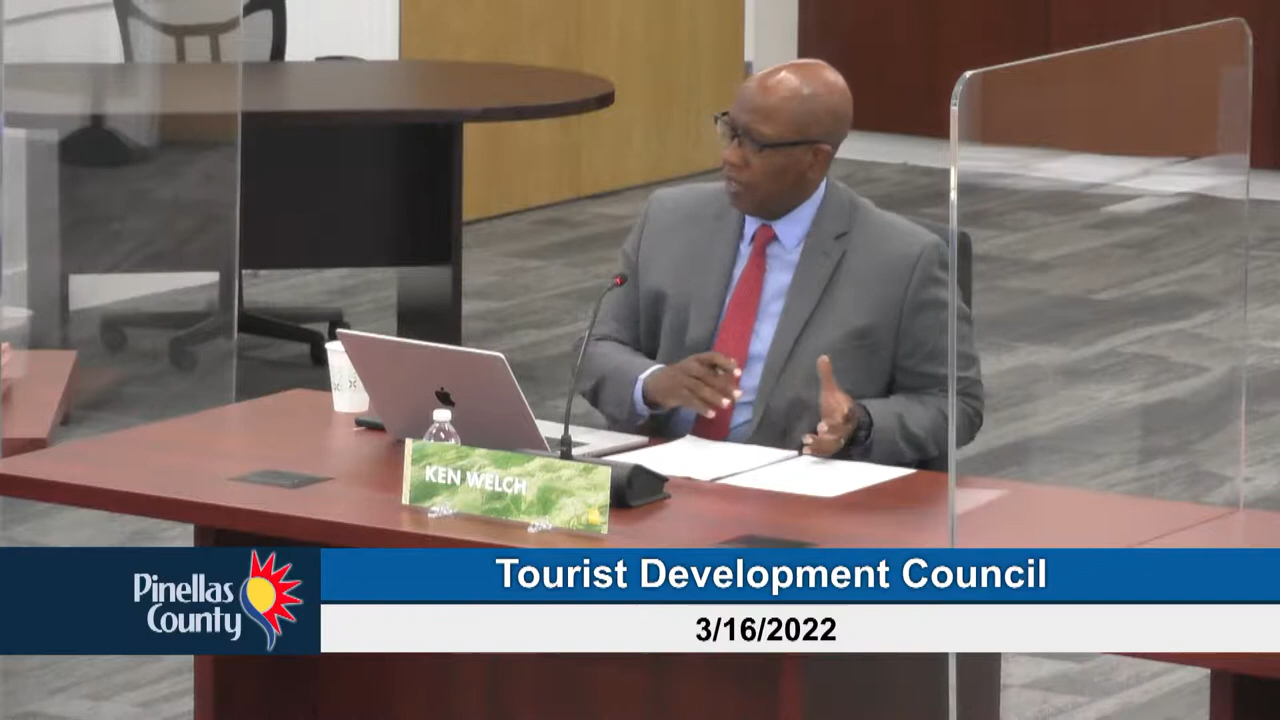 KEN WELCH
Pinellas
County
Tourist Development Council
3/16/2022